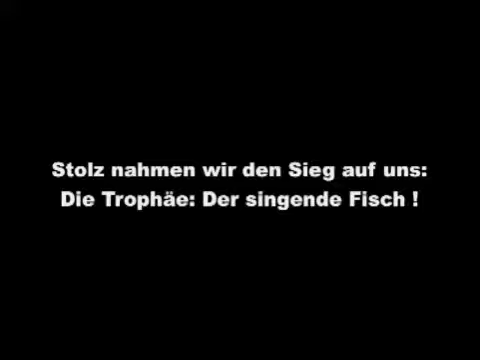 Stolz nahmen wir den Sieg auf uns:
Die Trophäe: Der singende Fisch !